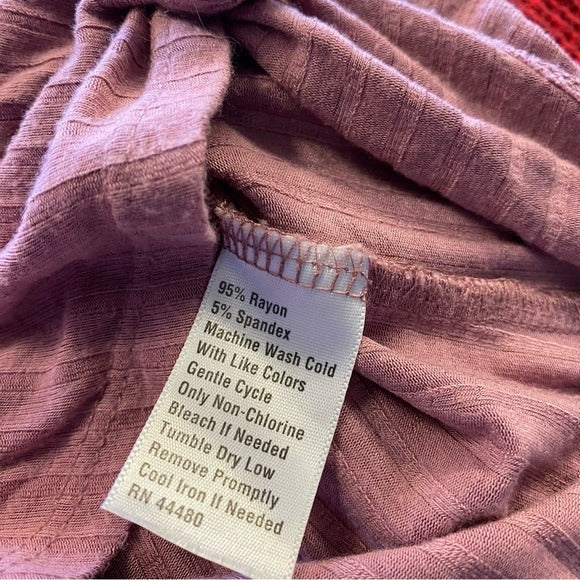 95% Rayon
5% Spandex
Machine Wash Cold
With Like Colors
Gentle Cycle
Only Non-Chlorine
Bleach If Needed
Tumble Dry Low
Remove Promptly
Cool Iron If Needed
RN 44480